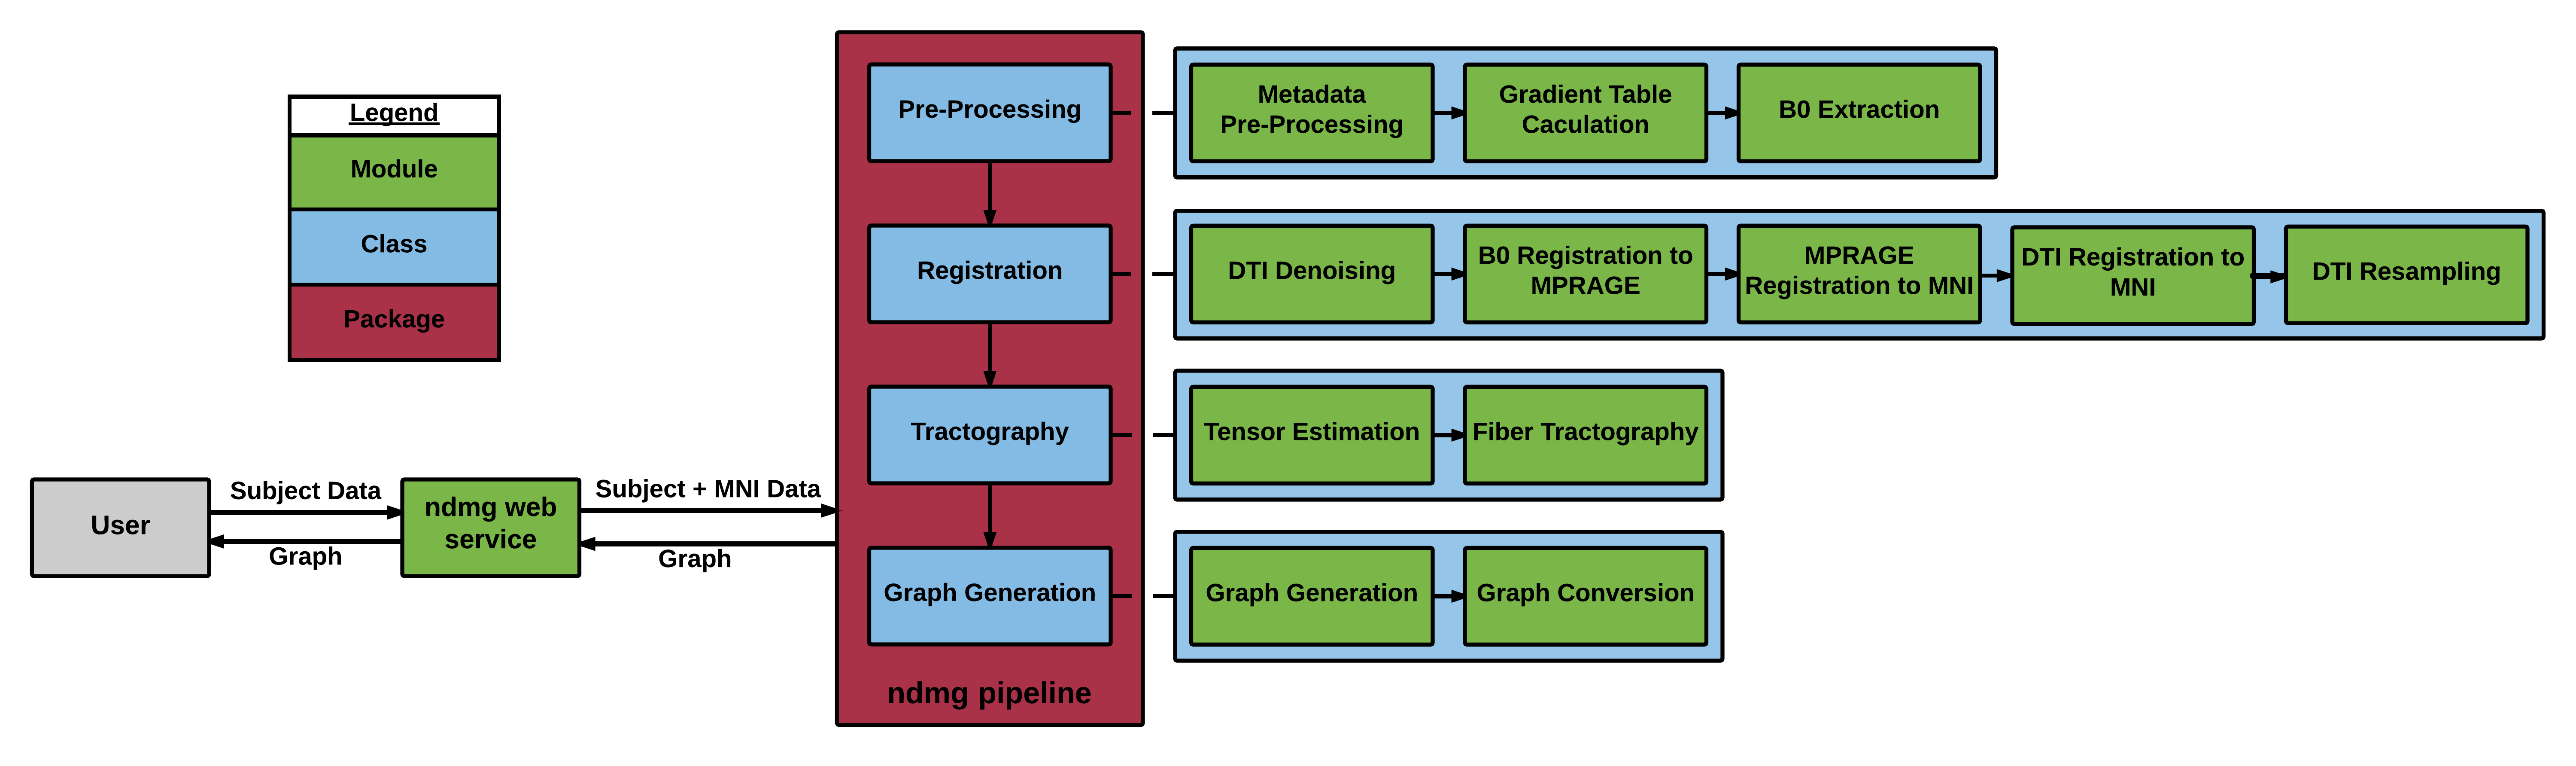 Legend
Module
Class
Package
User
Subject Data
Graph
ndmg web
service
Subject + MNI Data
Graph
Pre-Processing
Registration
Tractography
Graph Generation
ndmg pipeline
Metadata
Pre-Processing
Gradient Table
Caculation
B0 Extraction
DTI Denoising
B0 Registration to
MPRAGE
MPRAGE
Registration to MNI
DTI Registration to
MNI
DTI Resampling
Tensor Estimation
Fiber Tractography
Graph Generation
Graph Conversion